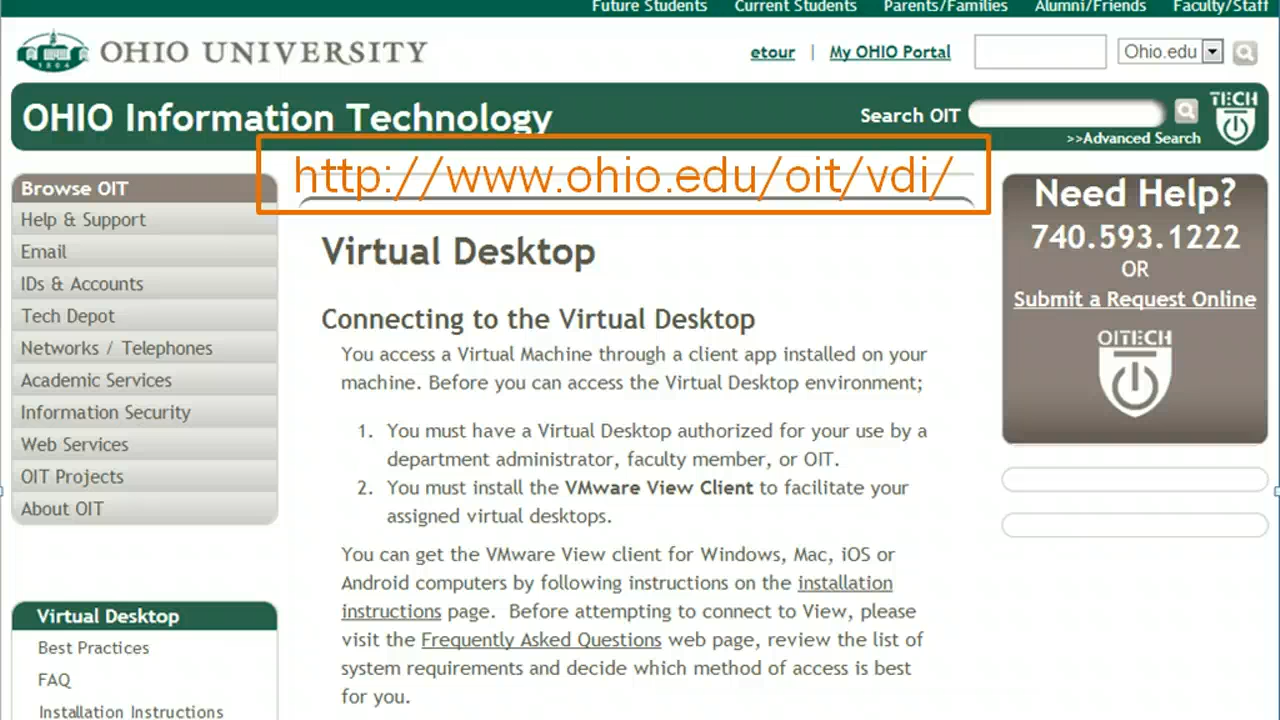 Future Students Current Students Parents/Families Alumni/Friends Faculty/Staff
1804
OHIO UNIVERSITY
etour | My OHIO Portal
Ohio.edu
OHIO Information Technology
Search OIT
>>Advanced Search
TECH
http://www.ohio.edu/oit/vdi/
Browse OIT
Help & Support
Email
IDs & Accounts
Tech Depot
Networks / Telephones
Academic Services
Information Security
Web Services
OIT Projects
About OIT
Virtual Desktop
Best Practices
FAQ
Installation Instructions
Virtual Desktop
Connecting to the Virtual Desktop
You access a Virtual Machine through a client app installed on your
machine. Before you can access the Virtual Desktop environment;
1. You must have a Virtual Desktop authorized for your use by a
department administrator, faculty member, or OIT.
2. You must install the VMware View Client to facilitate your
assigned virtual desktops.
You can get the VMware View client for Windows, Mac, iOS or
Android computers by following instructions on the installation
instructions page. Before attempting to connect to View, please
visit the Frequently Asked Questions web page, review the list of
system requirements and decide which method of access is best
for you.
Need Help?
740.593.1222
OR
Submit a Request Online
OITECH